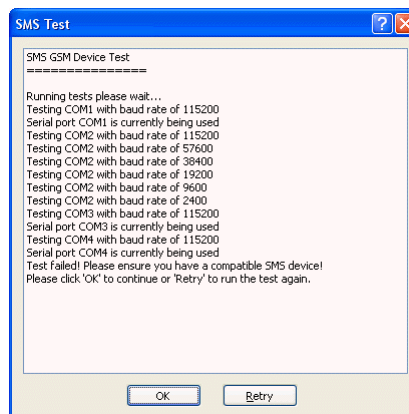 SMS Test
SMS GSM Device Test
===============
Running tests please wait...
Testing COM1 with baud rate of 115200
Serial port COM1 is currently being used
Testing COM2 with baud rate of 115200
Testing COM2 with baud rate of 57600
Testing COM2 with baud rate of 38400
Testing COM2 with baud rate of 19200
Testing COM2 with baud rate of 9600
Testing COM2 with baud rate of 2400
Testing COM3 with baud rate of 115200
Serial port COM3 is currently being used
Testing COM4 with baud rate of 115200
Serial port COM4 is currently being used
Test failed! Please ensure you have a compatible SMS device!
Please click 'OK' to continue or 'Retry' to run the test again.
OK Retry